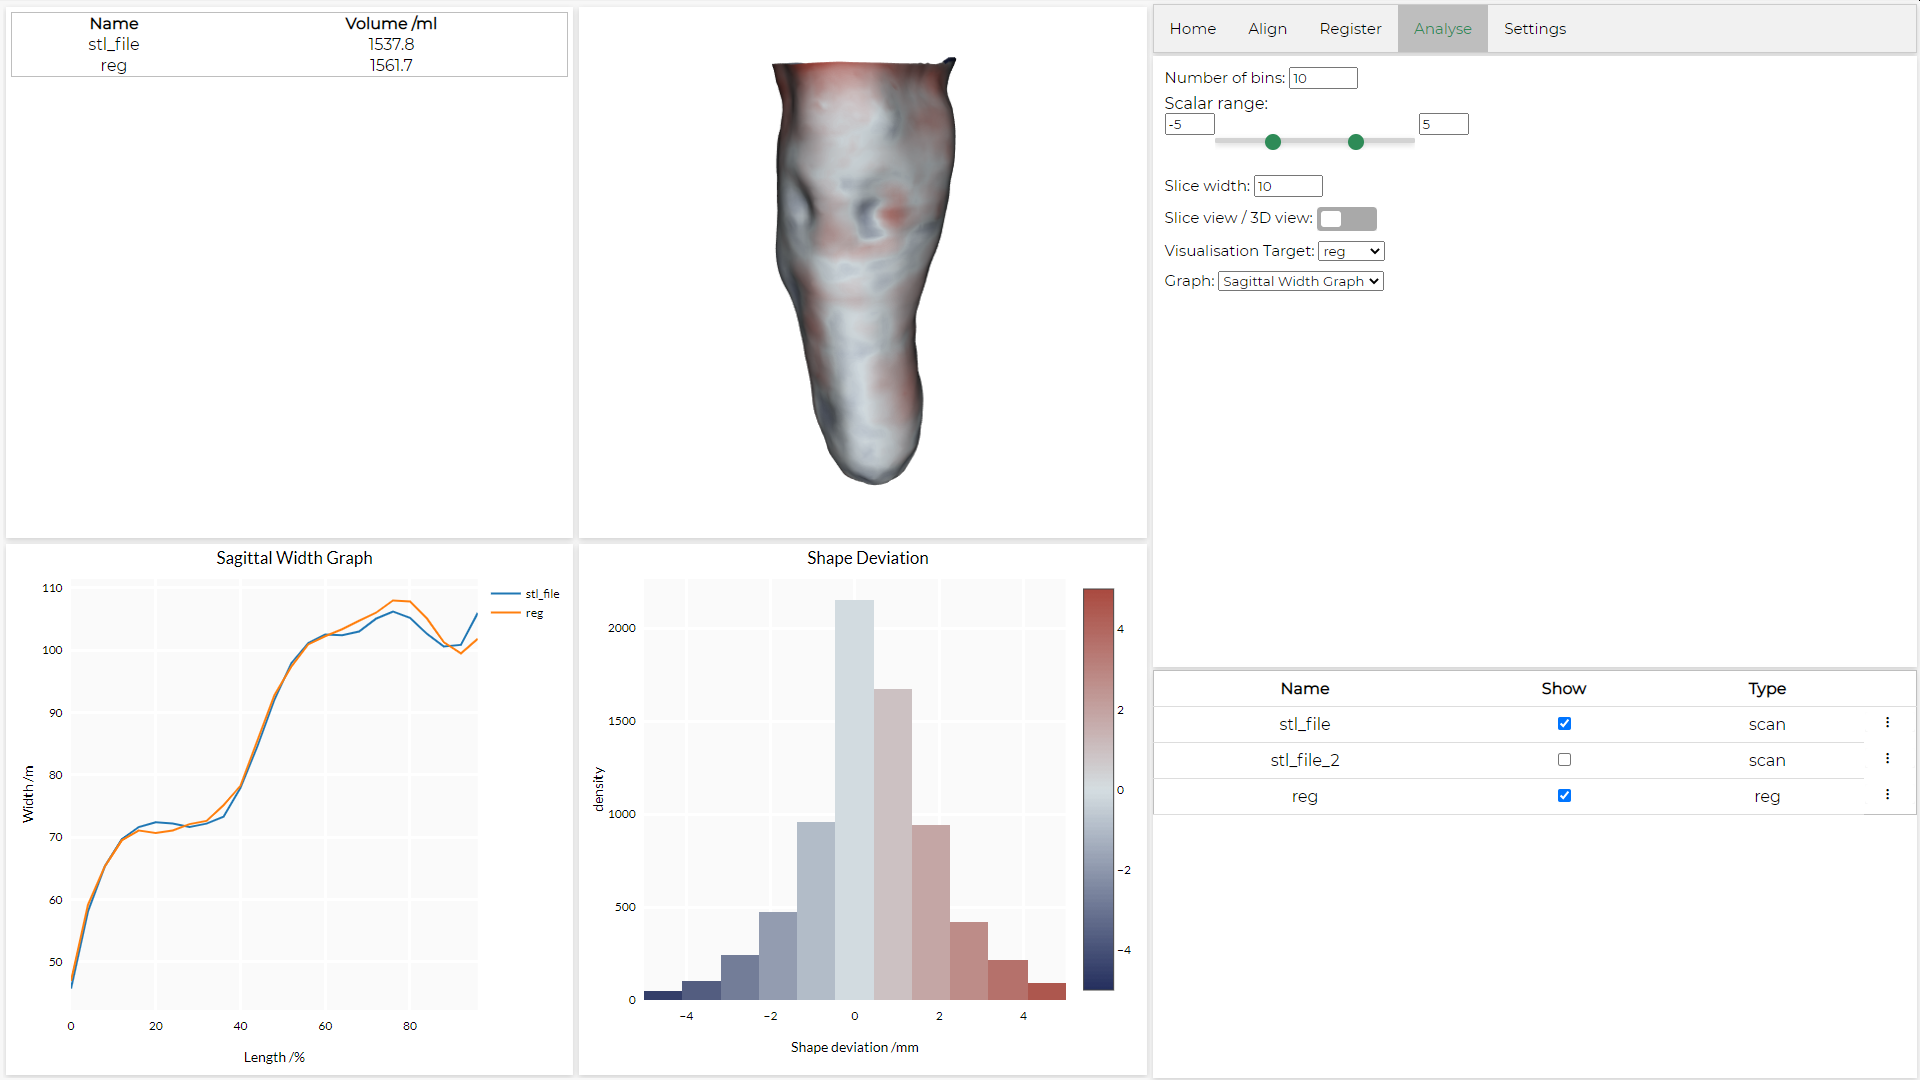 Name Volume /ml
stl_file 1537.8
reg 1561.7
Home Align Register Analyse Settings
Number of bins: 10
Scalar range:
-5 5
Slice width: 10
Slice view / 3D view:
Visualisation Target: reg
Graph: Sagittal Width Graph
Sagittal Width Graph
110
100
90
80
70
60
50
Width /m
0 20 40 60 80
Length /%
stl_file
reg
Shape Deviation
2000
1500
1000
500
0
density
−4 −2 0 2 4
Shape deviation /mm
4
2
0
−2
−4
Name Show Type
stl_file scan
stl_file_2 scan
reg reg